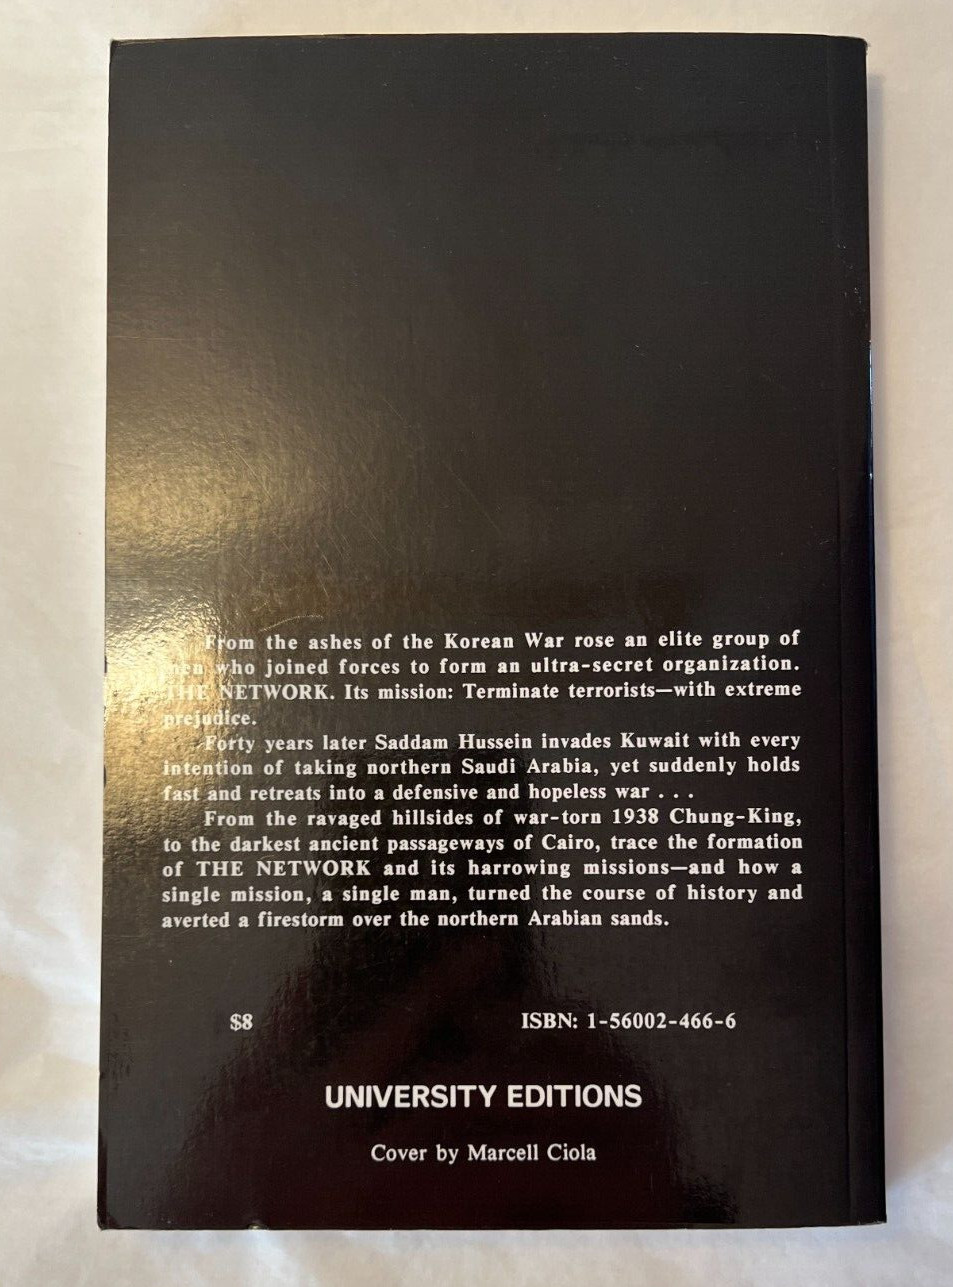 From the ashes of the Korean War rose an elite group of
men who joined forces to form an ultra-secret organization.
THE NETWORK. Its mission: Terminate terrorists—with extreme
prejudice.
Forty years later Saddam Hussein invades Kuwait with every
intention of taking northern Saudi Arabia, yet suddenly holds
fast and retreats into a defensive and hopeless war . . .
From the ravaged hillsides of war-torn 1938 Chung-King,
to the darkest ancient passageways of Cairo, trace the formation
of THE NETWORK and its harrowing missions—and how a
single mission, a single man, turned the course of history and
averted a firestorm over the northern Arabian sands.
$8 ISBN: 1-56002-466-6
UNIVERSITY EDITIONS
Cover by Marcell Ciola